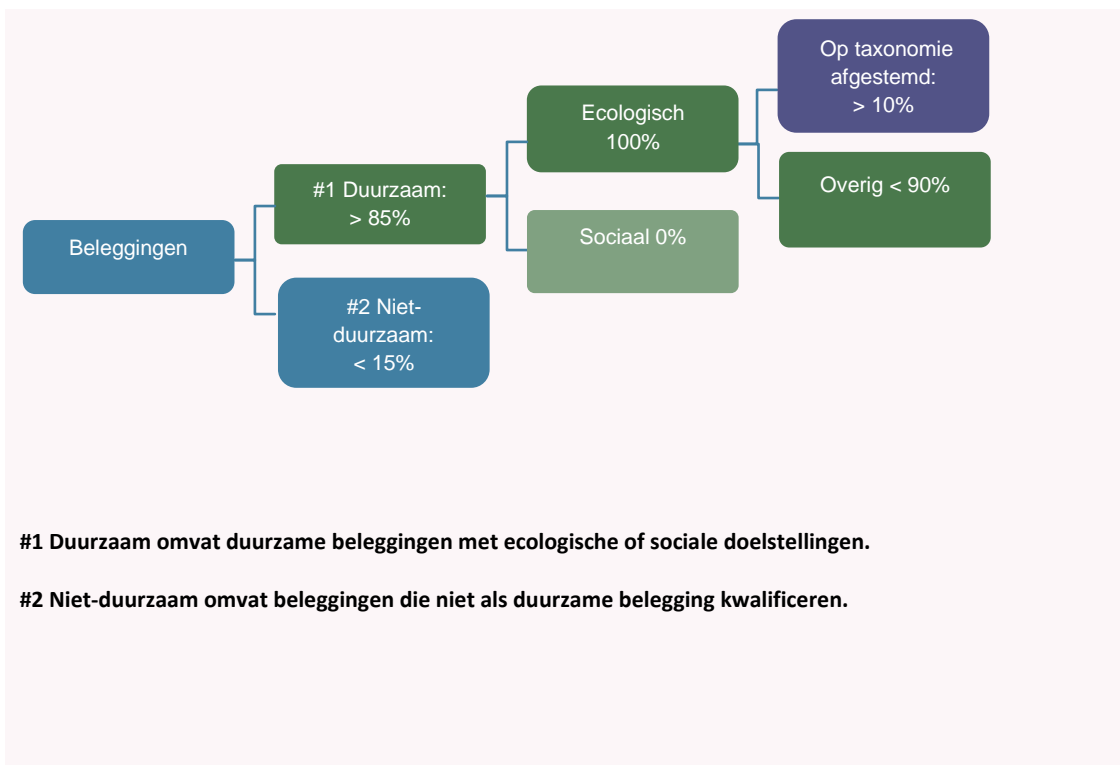 Beleggingen
#1 Duurzaam:
> 85%
#2 Niet-
duurzaam:
< 15%
Ecologisch
100%
Sociaal 0%
Op taxonomie
afgestemd:
> 10%
Overig < 90%
#1 Duurzaam omvat duurzame beleggingen met ecologische of sociale doelstellingen.
#2 Niet-duurzaam omvat beleggingen die niet als duurzame belegging kwalificeren.